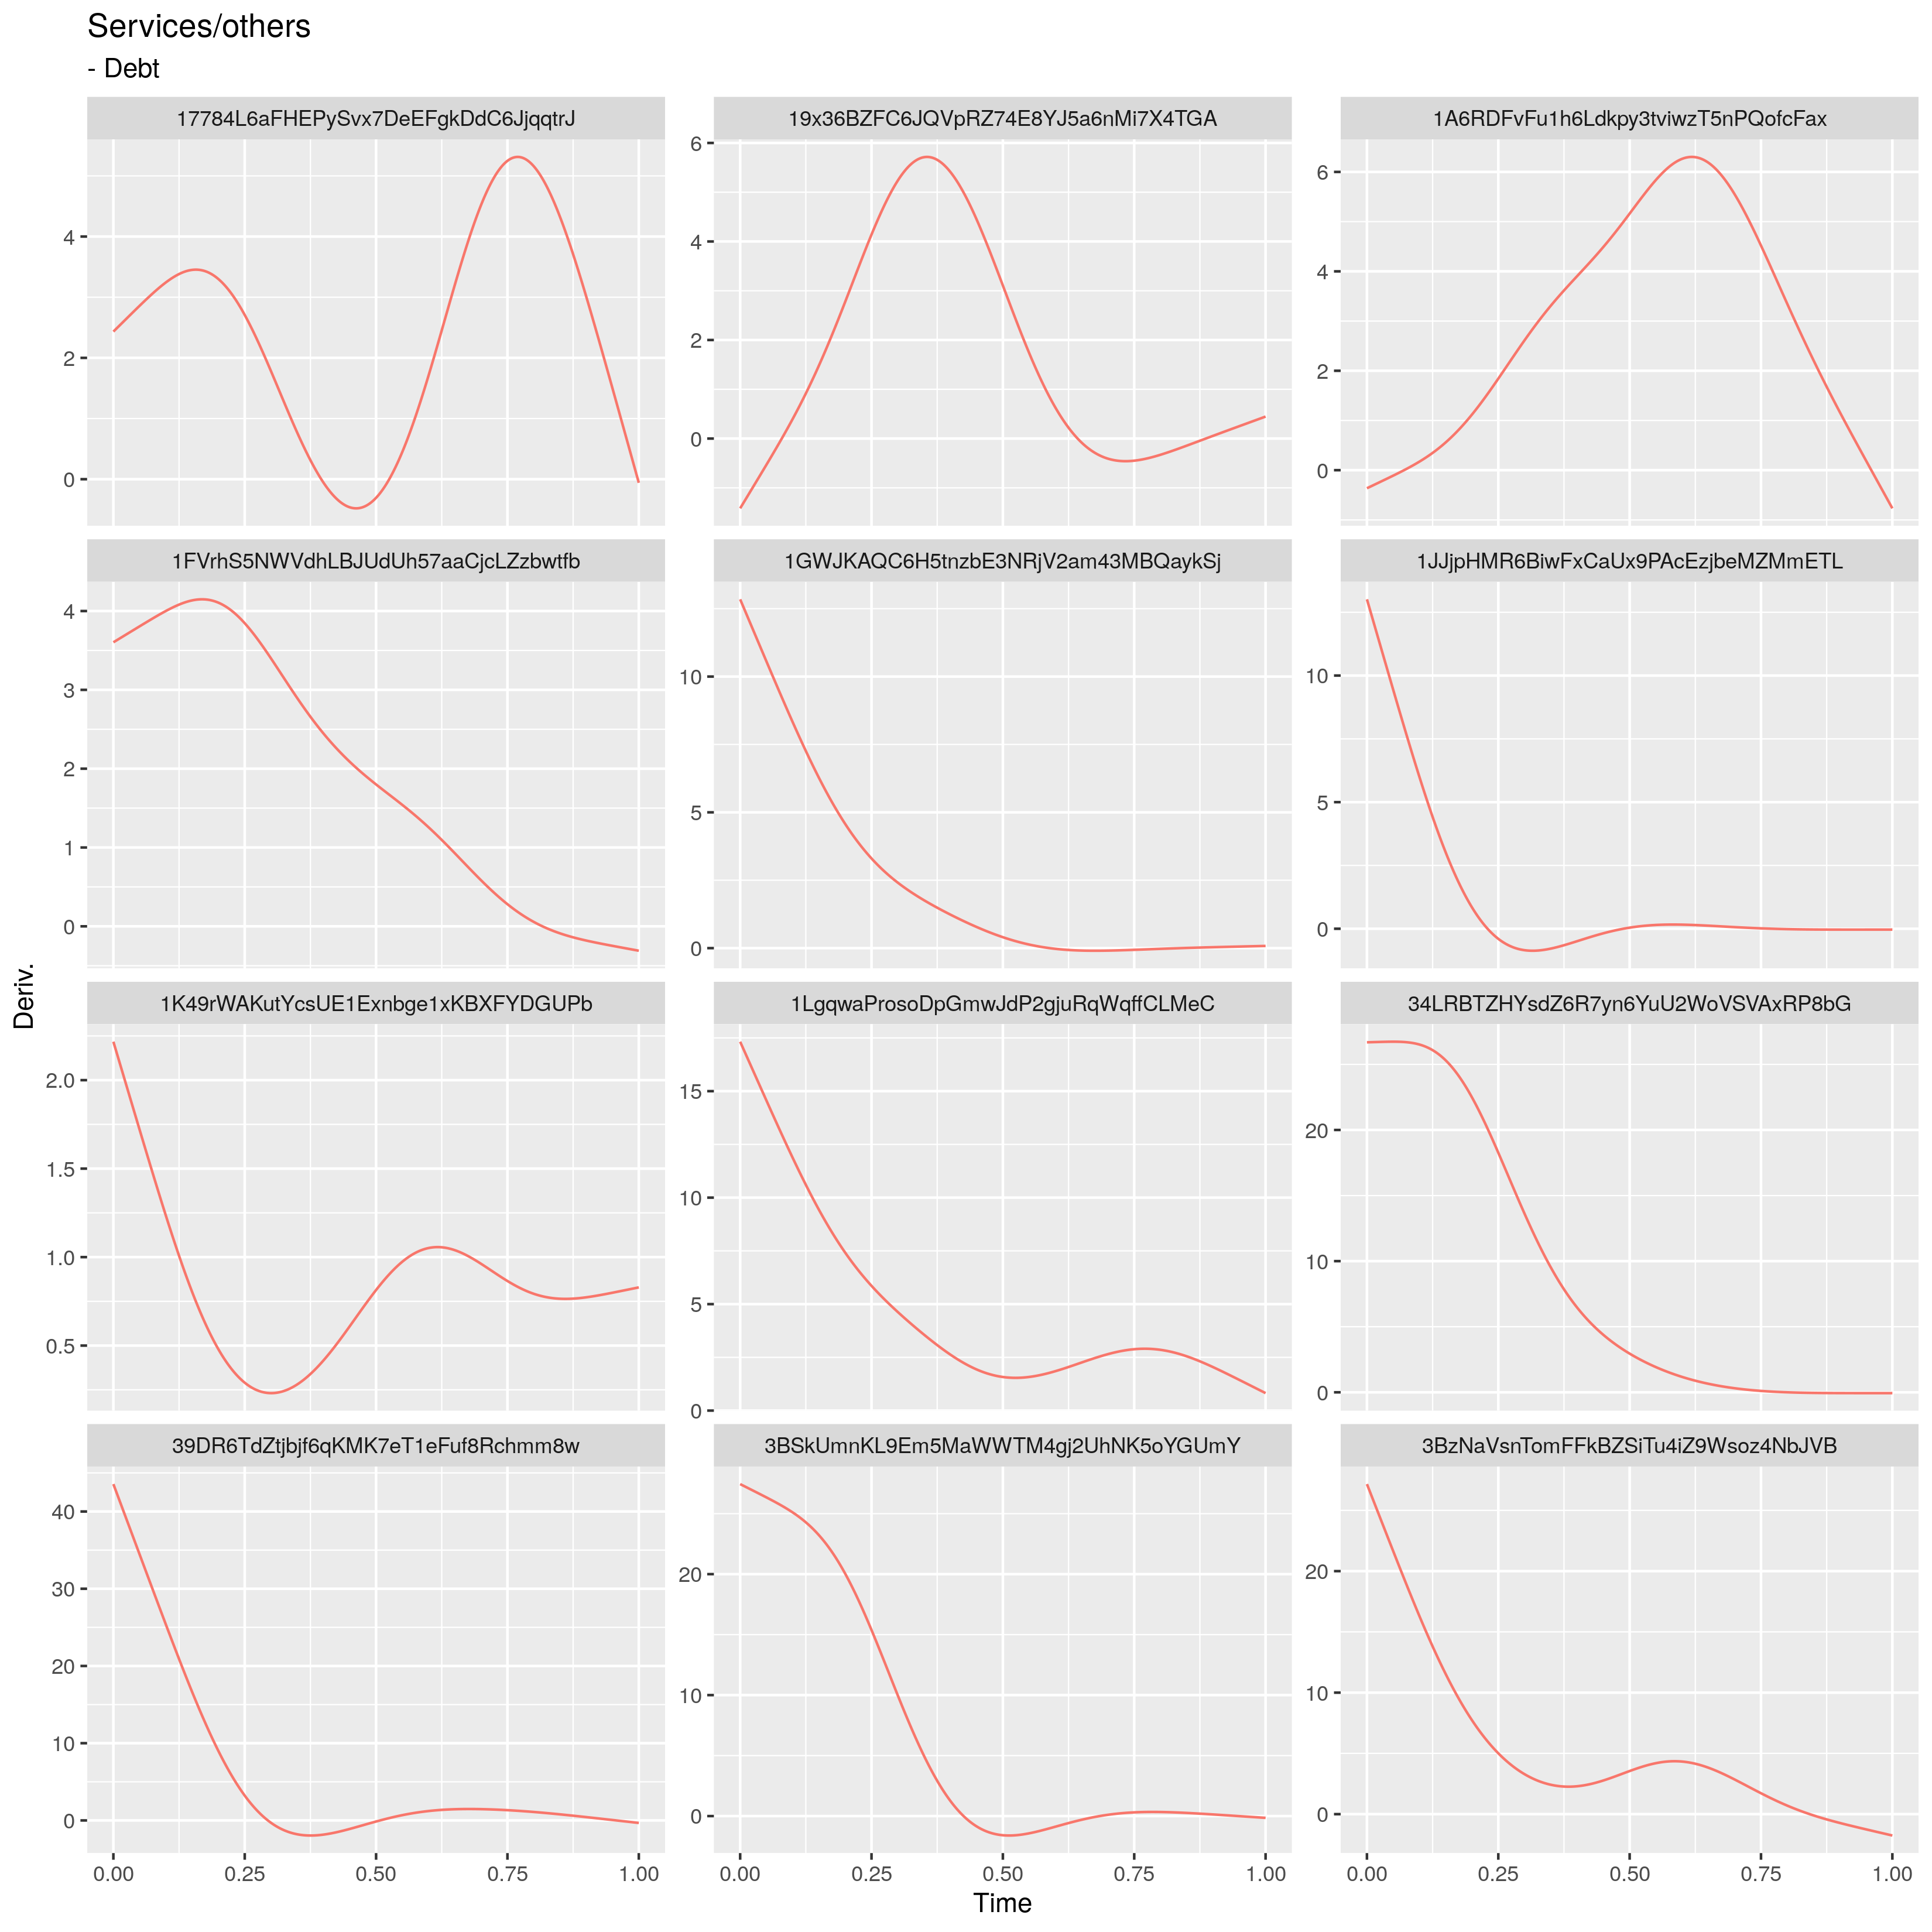 Services/others
- Debt
17784L6aFHEPySvx7DeEFgkDdC6JjqqtrJ
19x36BZFC6JQVpRZ74E8YJ5a6nMi7X4TGA
1A6RDFvFu1h6Ldkpy3tviwzT5nPQofcFax
4
2
0
6
4
2
0
6
4
2
0
1FVrhS5NWVdhLBJUdUh57aaCjcLZzbwtfb
1GWJKAQC6H5tnzbE3NRjV2am43MBQaykSj
1JJjpHMR6BiwFxCaUx9PAcEzjbeMZMmETL
4
3
2
1
0
10
5
0
10
5
0
Deriv.
1K49rWAKutYcsUE1Exnbge1xKBXFYDGUPb
1LgqwaProsoDpGmwJdP2gjuRqWqffCLMeC
34LRBTZHYsdZ6R7yn6YuU2WoVSVAxRP8bG
2.0
1.5
1.0
0.5
15
10
5
0
20
10
0
39DR6TdZtjbjf6qKMK7eT1eFuf8Rchmm8w
3BSkUmnKL9Em5MaWWTM4gj2UhNK5oYGUmY
3BzNaVsnTomFFkBZSiTu4iZ9Wsoz4NbJVB
40
30
20
10
0
20
10
0
20
10
0
0.00 0.25 0.50 0.75 1.00
0.00 0.25 0.50 0.75 1.00
0.00 0.25 0.50 0.75 1.00
Time